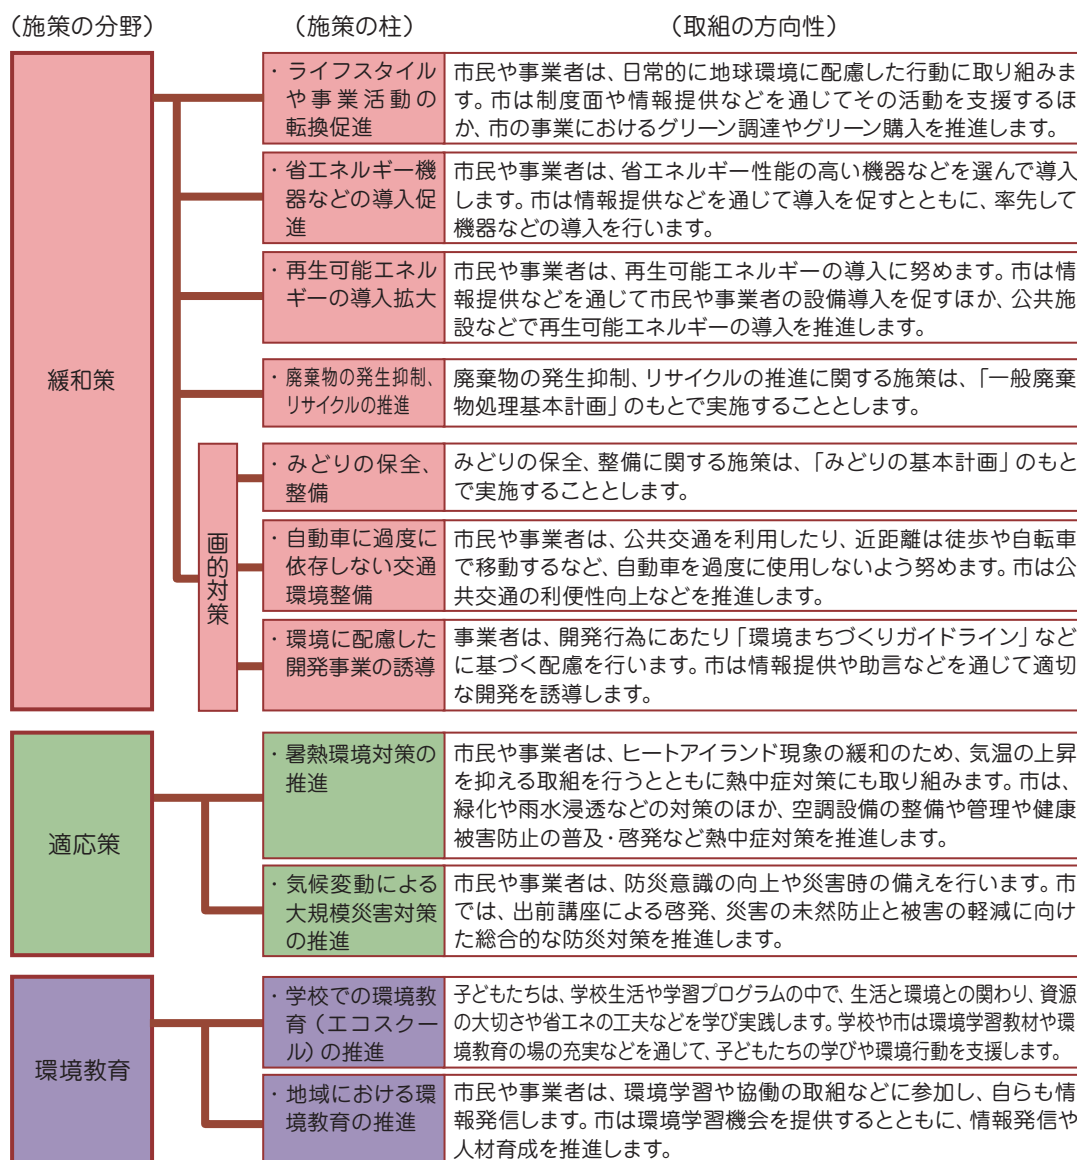 （施策の分野）
（施策の柱）
（取組の方向性）
緩和策
・ライフスタイル
や事業活動の
転換促進
市民や事業者は、日常的に地球環境に配慮した行動に取り組みま
す。市は制度面や情報提供などを通じてその活動を支援するほ
か、市の事業におけるグリーン調達やグリーン購入を推進します。
・省エネルギー機
器などの導入促
進
市民や事業者は、省エネルギー性能の高い機器などを選んで導入
します。市は情報提供などを通じて導入を促すとともに、率先して
機器などの導入を行います。
・再生可能エネル
ギーの導入拡大
市民や事業者は、再生可能エネルギーの導入に努めます。市は情
報提供などを通じて市民や事業者の設備導入を促すほか、公共施
設などで再生可能エネルギーの導入を推進します。
・廃棄物の発生抑制、
リサイクルの推進
廃棄物の発生抑制、リサイクルの推進に関する施策は、「一般廃棄
物処理基本計画」のもとで実施することとします。
画的対策
・みどりの保全、
整備
みどりの保全、整備に関する施策は、「みどりの基本計画」のもと
で実施することとします。
・自動車に過度に
依存しない交通
環境整備
市民や事業者は、公共交通を利用したり、近距離は徒歩や自転車
で移動するなど、自動車を過度に使用しないよう努めます。市は公
共交通の利便性向上などを推進します。
・環境に配慮した
開発事業の誘導
事業者は、開発行為にあたり「環境まちづくりガイドライン」など
に基づく配慮を行います。市は情報提供や助言などを通じて適切
な開発を誘導します。
適応策
・暑熱環境対策の
推進
市民や事業者は、ヒートアイランド現象の緩和のため、気温の上昇
を抑える取組を行うとともに熱中症対策にも取り組みます。市は、
緑化や雨水浸透などの対策のほか、空調設備の整備や管理や健康
被害防止の普及・啓発など熱中症対策を推進します。
・気候変動による
大規模災害対策
の推進
市民や事業者は、防災意識の向上や災害時の備えを行います。市
では、出前講座による啓発、災害の未然防止と被害の軽減に向け
た総合的な防災対策を推進します。
環境教育
・学校での環境教
育（エコスクー
ル）の推進
子どもたちは、学校生活や学習プログラムの中で、生活と環境との関わり、資源
の大切さや省エネの工夫などを学び実践します。学校や市は環境学習教材や環
境教育の場の充実などを通じて、子どもたちの学びや環境行動を支援します。
・地域における環
境教育の推進
市民や事業者は、環境学習や協働の取組などに参加し、自らも情
報発信します。市は環境学習機会を提供するとともに、情報発信や
人材育成を推進します。